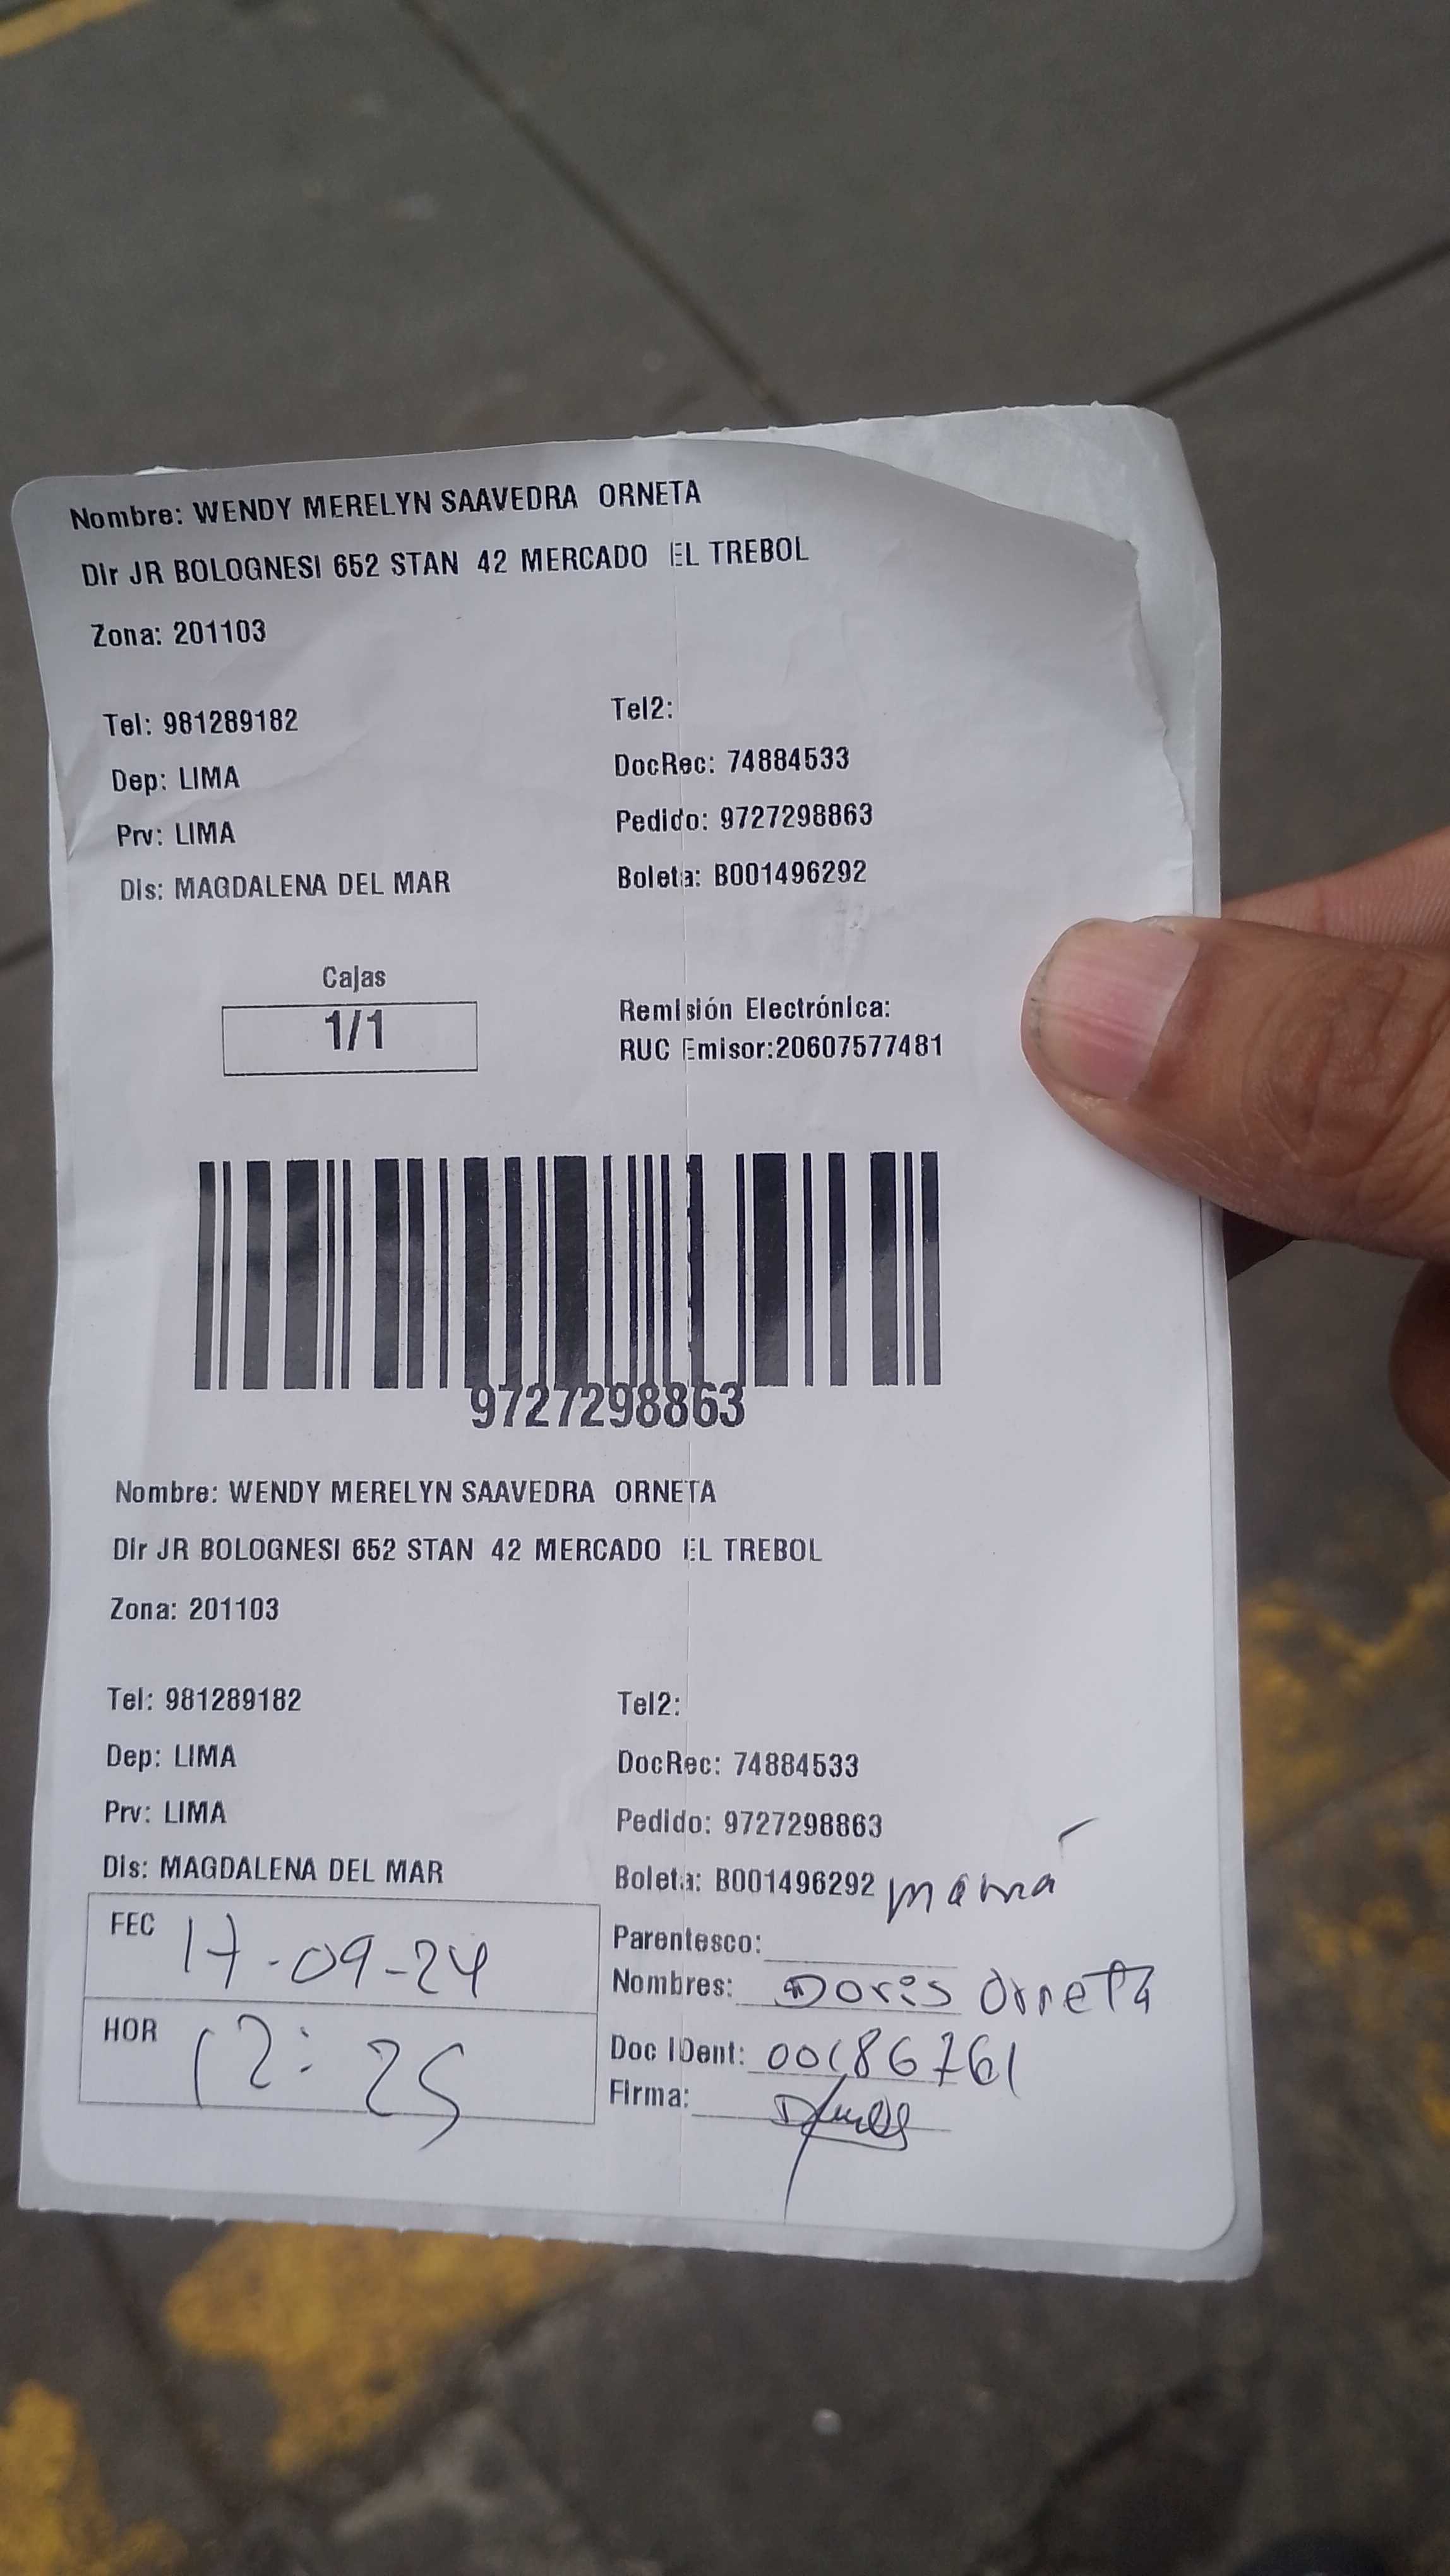 Nombre: WENDY MERELYN SAAVEDRA ORNETA
Dir JR BOLOGNESI 652 STAN 42 MERCADO EL TREBOL
Zona: 201103
Tel: 981289182 Tel2:
Dep: LIMA DocRec: 74884533
Prv: LIMA Pedido: 9727298863
Dis: MAGDALENA DEL MAR Boleta: B001496292
Cajas
1/1
Remisión Electrónica:
RUC Emisor:20607577481
9727298863
Nombre: WENDY MERELYN SAAVEDRA ORNETA
Dir JR BOLOGNESI 652 STAN 42 MERCADO EL TREBOL
Zona: 201103
Tel: 981289182 Tel2:
Dep: LIMA DocRec: 74884533
Prv: LIMA Pedido: 9727298863
Dis: MAGDALENA DEL MAR Boleta: B001496292 mamá
FEC 17-09-24 Parentesco:
Nombres: Doris Orneta
HOR 12:25 Doc IDent: 00186761
Firma: